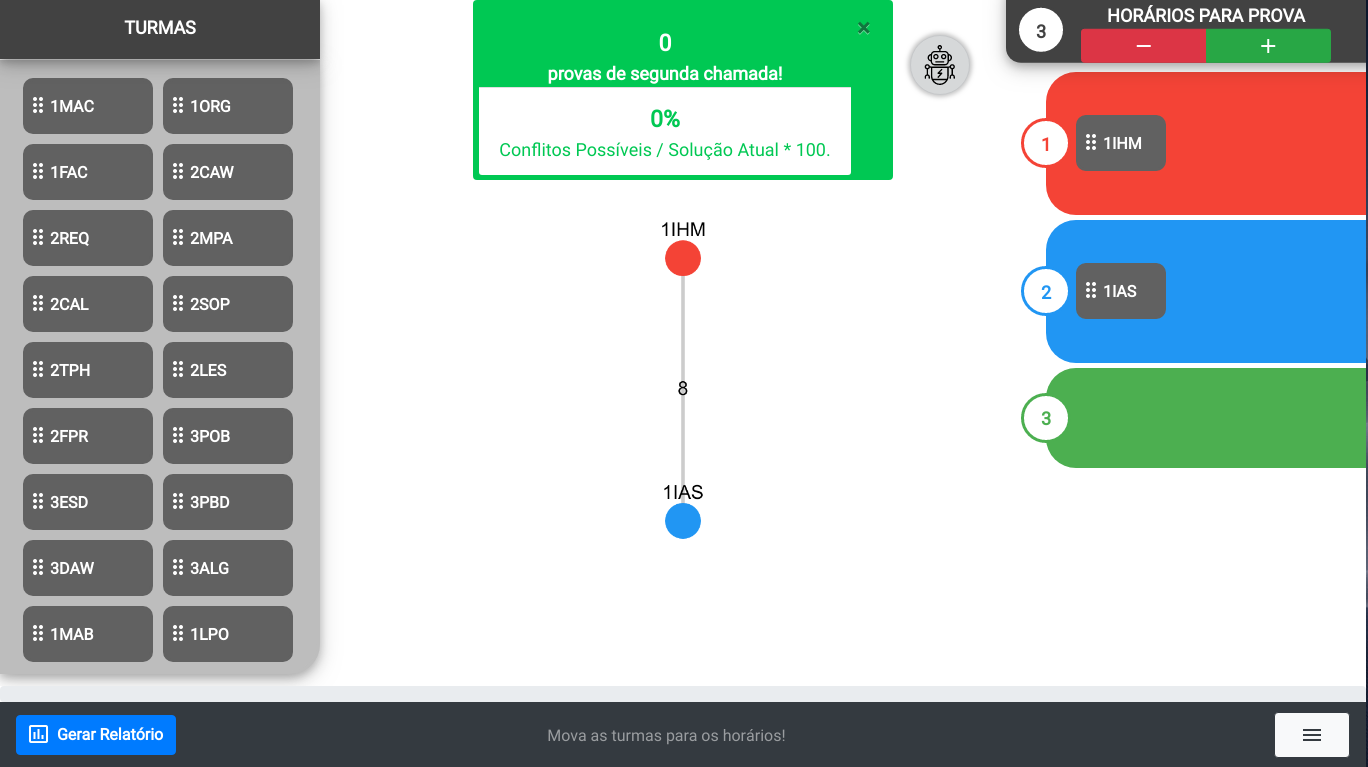 TURMAS
1MAC
1ORG
1FAC
2CAW
2REQ
2MPA
2CAL
2SOP
2TPH
2LES
2FPR
3POB
3ESD
3PBD
3DAW
3ALG
1MAB
1LPO
×
0
provas de segunda chamada!
0%
Conflitos Possíveis / Solução Atual * 100.
1IHM
8
1IAS
3
HORÁRIOS PARA PROVA
− +
1
1IHM
2
1IAS
3
Gerar Relatório
Mova as turmas para os horários!